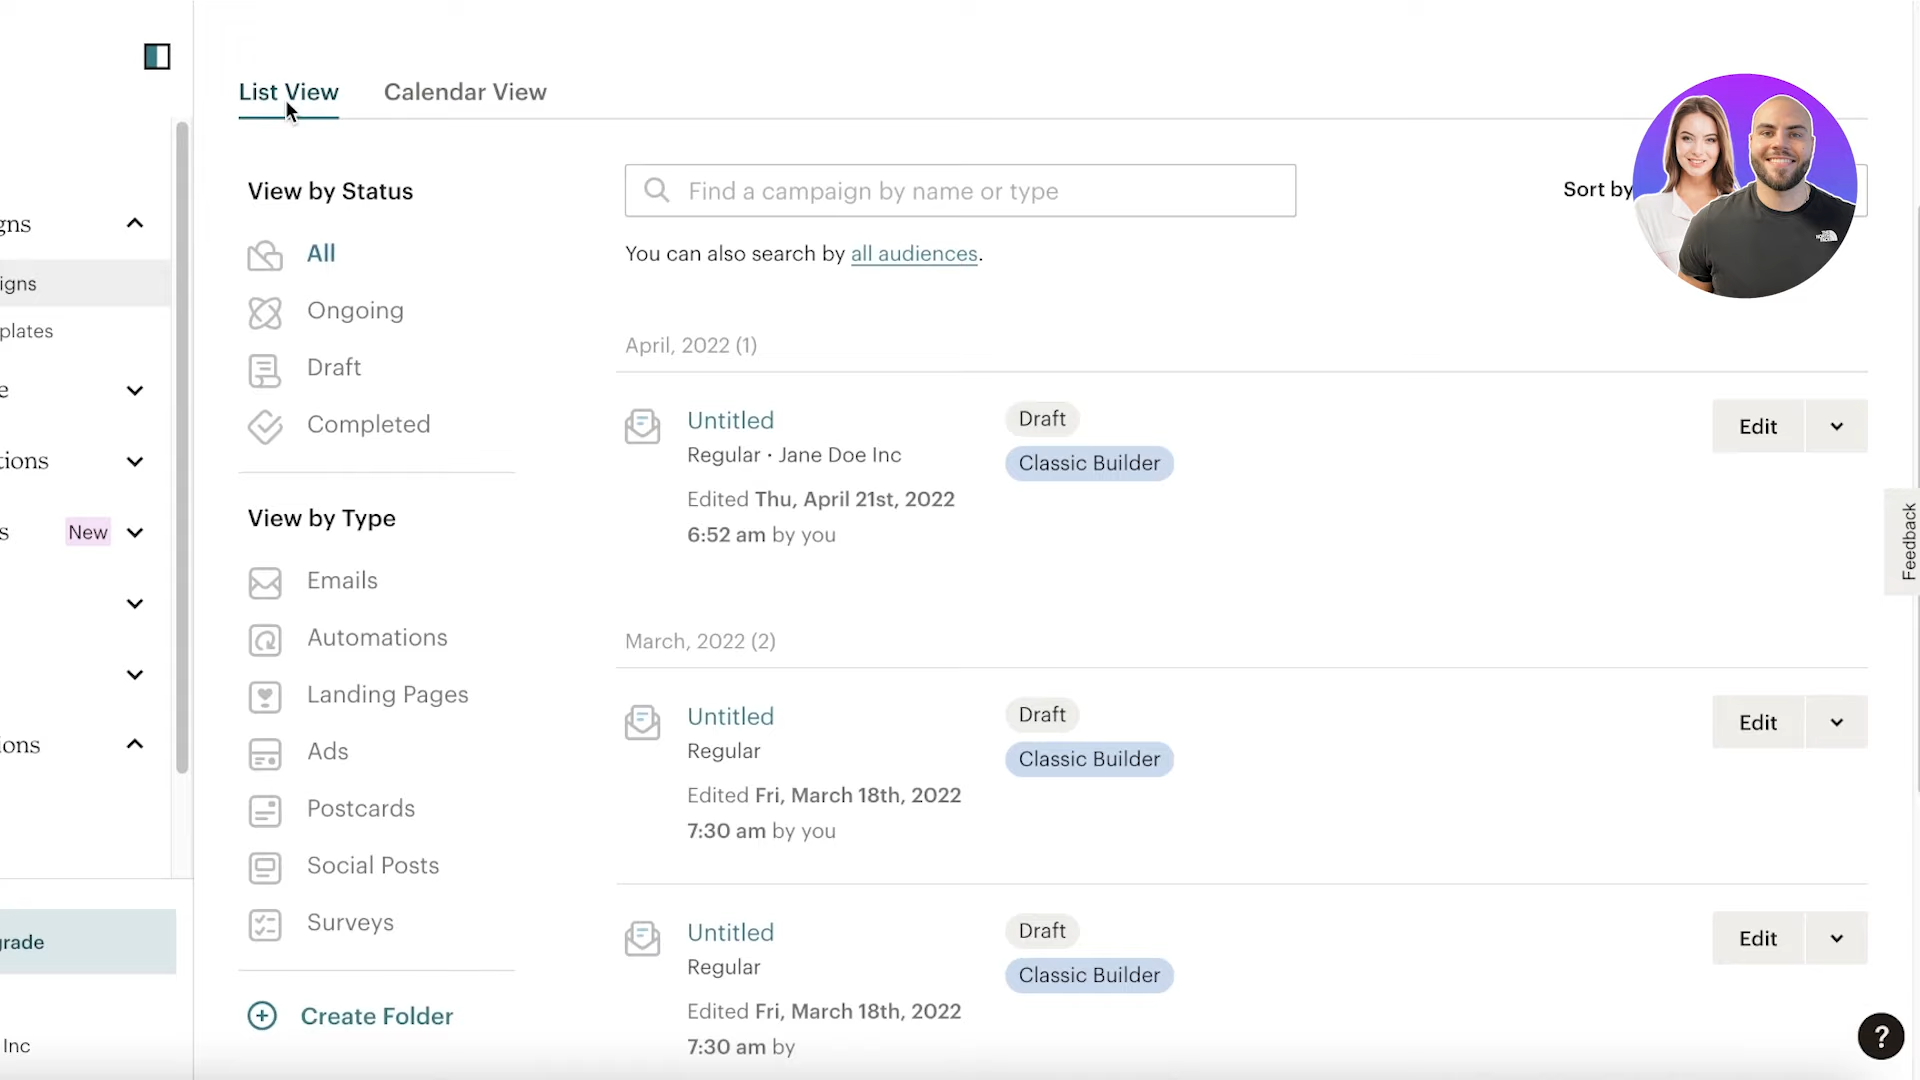 List View
Calendar View
View by Status
All
Ongoing
Draft
Completed
View by Type
Emails
Automations
Landing Pages
Ads
Postcards
Social Posts
Surveys
Create Folder
Find a campaign by name or type
Sort by
You can also search by all audiences.
April, 2022 (1)
Untitled
Draft
Regular · Jane Doe Inc
Classic Builder
Edited Thu, April 21st, 2022
6:52 am by you
Edit
March, 2022 (2)
Untitled
Draft
Regular
Classic Builder
Edited Fri, March 18th, 2022
7:30 am by you
Edit
Untitled
Draft
Regular
Classic Builder
Edited Fri, March 18th, 2022
7:30 am by
Edit
gns
igns
plates
e
tions
s
New
ions
grade
Inc
Feedback
?